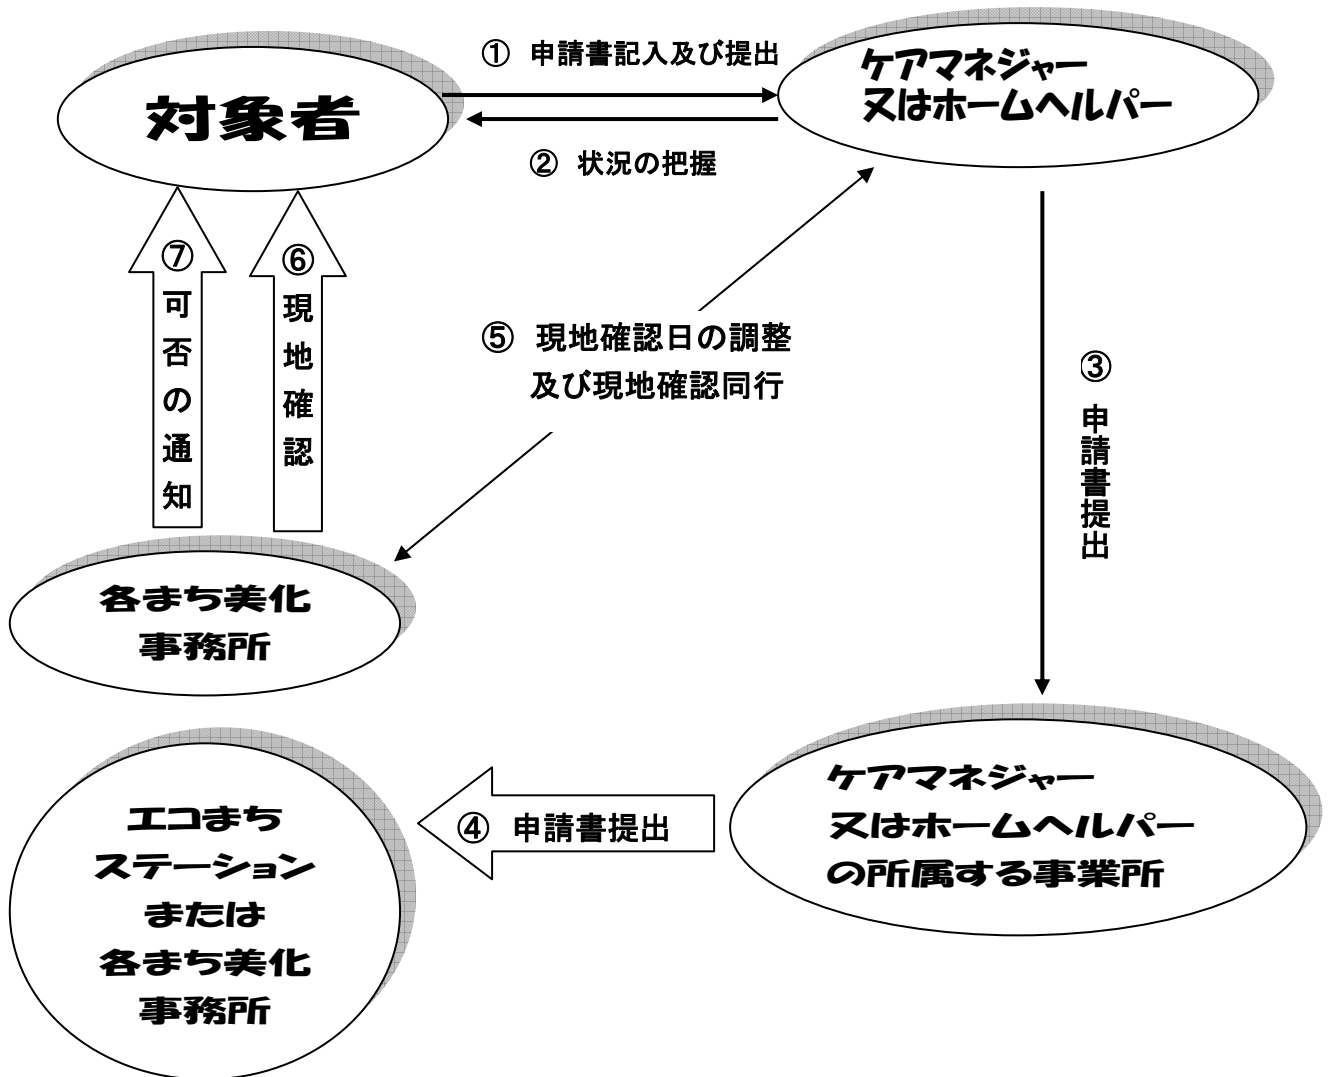 対象者
① 申請書記入及び提出
② 状況の把握
ケアマネジャー
又はホームヘルパー
⑦可否の通知
⑥現地確認
⑤ 現地確認日の調整
及び現地確認同行
③申請書提出
各まち美化
事務所
エコまち
ステーション
または
各まち美化
事務所
④ 申請書提出
ケアマネジャー
又はホームヘルパー
の所属する事業所